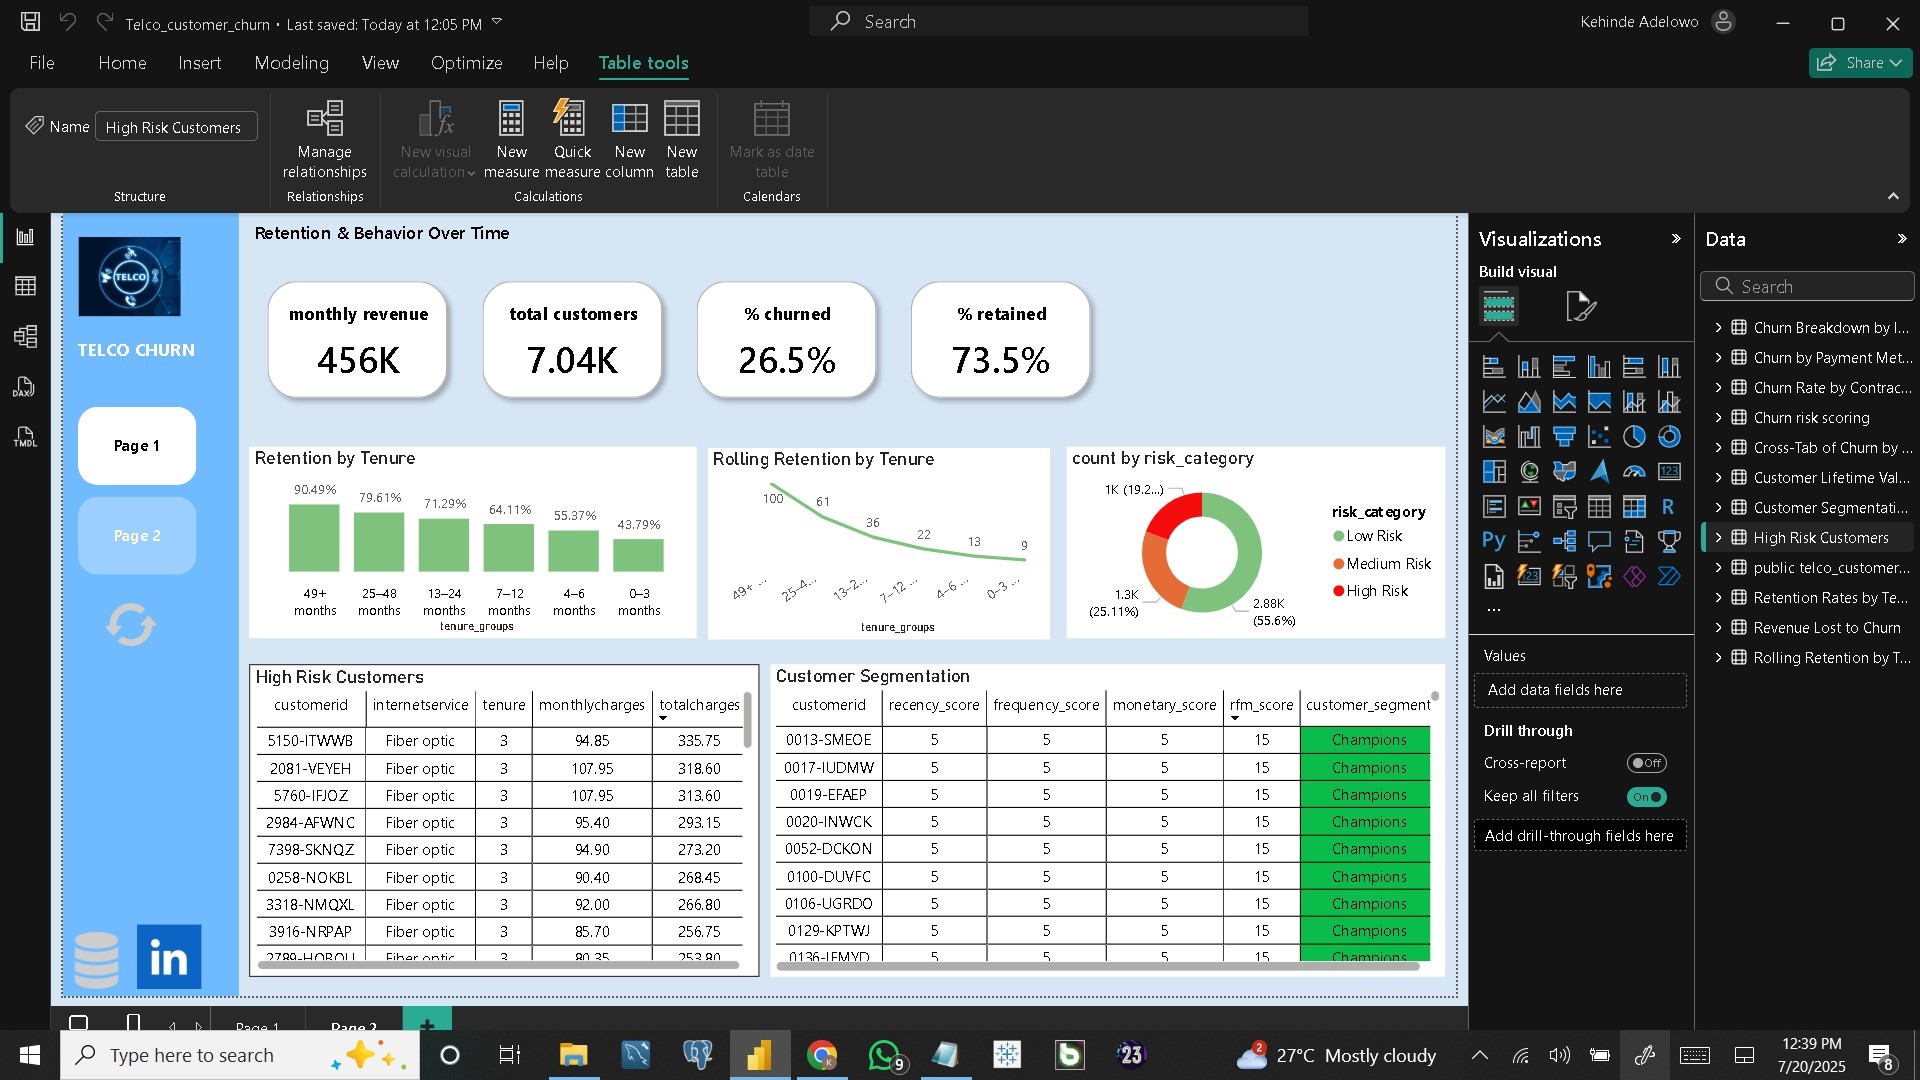 Telco_customer_churn • Last saved: Today at 12:05 PM
Search
Kehinde Adelowo
File Home Insert Modeling View Optimize Help Table tools
Share
Name High Risk Customers
Manage relationships
New visual calculation
New measure
Quick measure
New column
New table
Mark as date table
Structure
Relationships
Calculations
Calendars
TELCO
TELCO CHURN
Page 1
Page 2
in
Retention & Behavior Over Time
monthly revenue
456K
total customers
7.04K
% churned
26.5%
% retained
73.5%
Retention by Tenure
90.49%
79.61%
71.29%
64.11%
55.37%
43.79%
49+ months
25–48 months
13–24 months
7–12 months
4–6 months
0–3 months
tenure_groups
Rolling Retention by Tenure
100
61
36
22
13
9
49+ ...
25-4...
13-2...
7–12 ...
4–6 ...
0–3 ...
tenure_groups
count by risk_category
1K (19.2...)
1.3K (25.11%)
2.88K (55.6%)
risk_category
Low Risk
Medium Risk
High Risk
High Risk Customers
customerid internetservice tenure monthlycharges totalcharges
5150-ITWWB Fiber optic 3 94.85 335.75
2081-VEYEH Fiber optic 3 107.95 318.60
5760-IFJOZ Fiber optic 3 107.95 313.60
2984-AFWNC Fiber optic 3 95.40 293.15
7398-SKNQZ Fiber optic 3 94.90 273.20
0258-NOKBL Fiber optic 3 90.40 268.45
3318-NMQXL Fiber optic 3 92.00 266.80
3916-NRPAP Fiber optic 3 85.70 256.75
2789-HQBOU Fiber optic 3 80.35 253.80
Customer Segmentation
customerid recency_score frequency_score monetary_score rfm_score customer_segment
0013-SMEOE 5 5 5 15 Champions
0017-IUDMW 5 5 5 15 Champions
0019-EFAEP 5 5 5 15 Champions
0020-INWCK 5 5 5 15 Champions
0052-DCKON 5 5 5 15 Champions
0100-DUVFC 5 5 5 15 Champions
0106-UGRDO 5 5 5 15 Champions
0129-KPTWJ 5 5 5 15 Champions
5 5 5 15 Champions
DAX
TMDL
Visualizations
Build visual
123
R
Py
123
...
Values
Add data fields here
Drill through
Cross-report Off
Keep all filters On
Add drill-through fields here
Data
Search
Churn Breakdown by I...
Churn by Payment Met...
Churn Rate by Contrac...
Churn risk scoring
Cross-Tab of Churn by ...
Customer Lifetime Val...
Customer Segmentati...
High Risk Customers
public telco_customer...
Retention Rates by Te...
Revenue Lost to Churn
Rolling Retention by T...
Page 1
Page 2
+
Type here to search
9
23
2
27°C Mostly cloudy
12:39 PM
7/20/2025
8